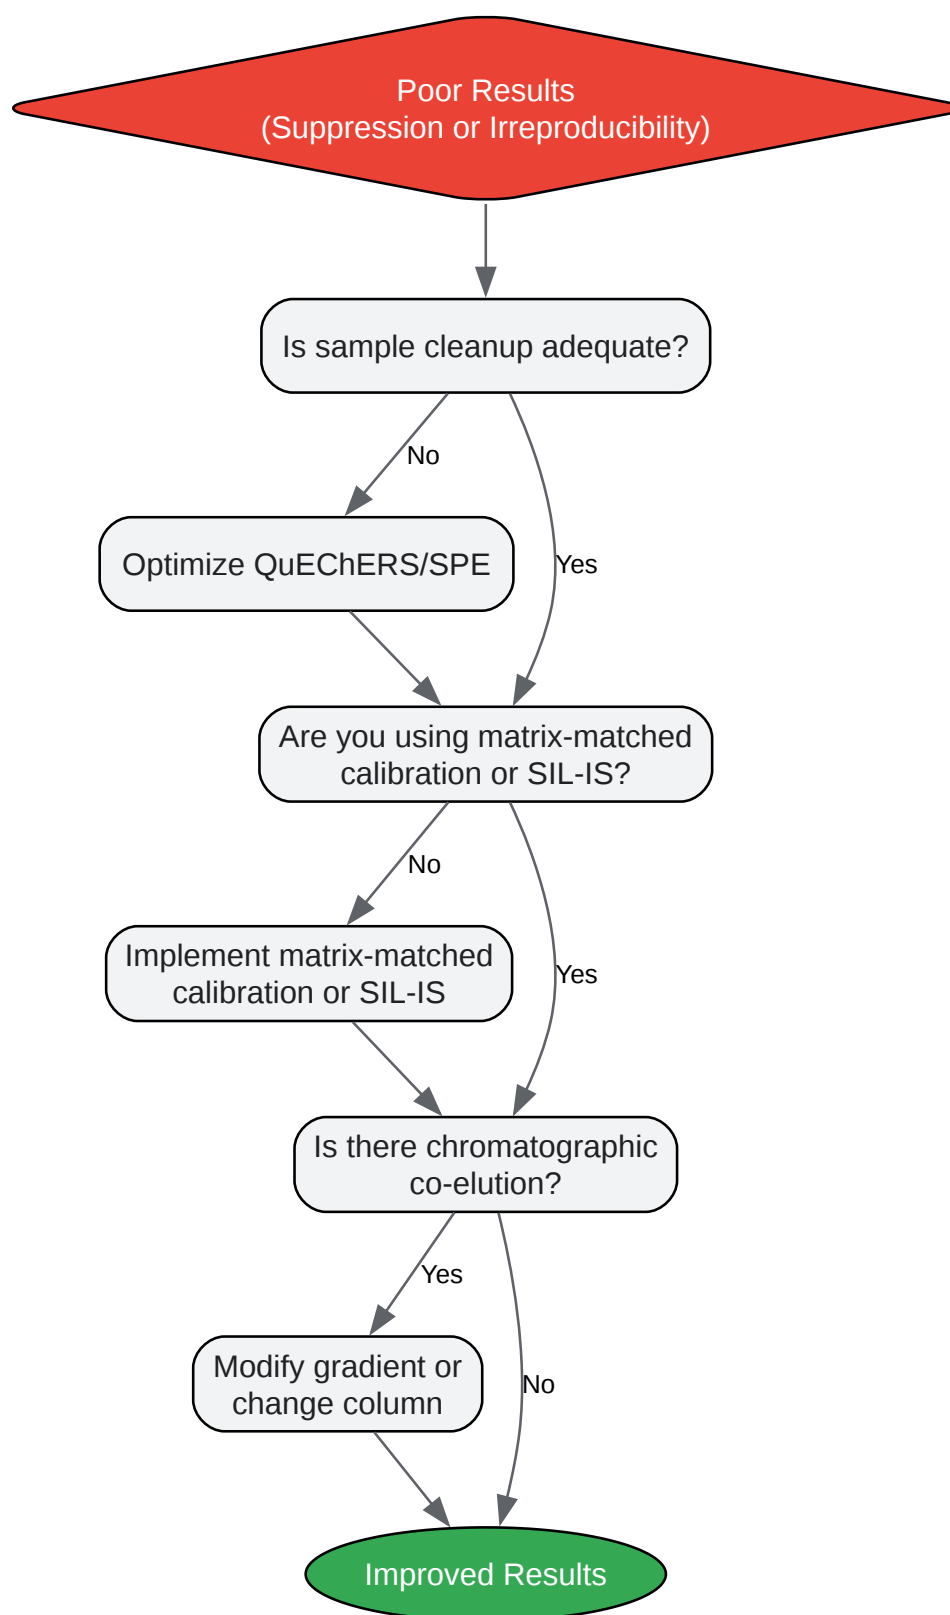 Poor Results
(Suppression or Irreproducibility)
Is sample cleanup adequate?
No
Optimize QuEChERS/SPE
Yes
Are you using matrix-matched
calibration or SIL-IS?
No
Implement matrix-matched
calibration or SIL-IS
Yes
Is there chromatographic
co-elution?
Yes
Modify gradient or
change column
No
Improved Results